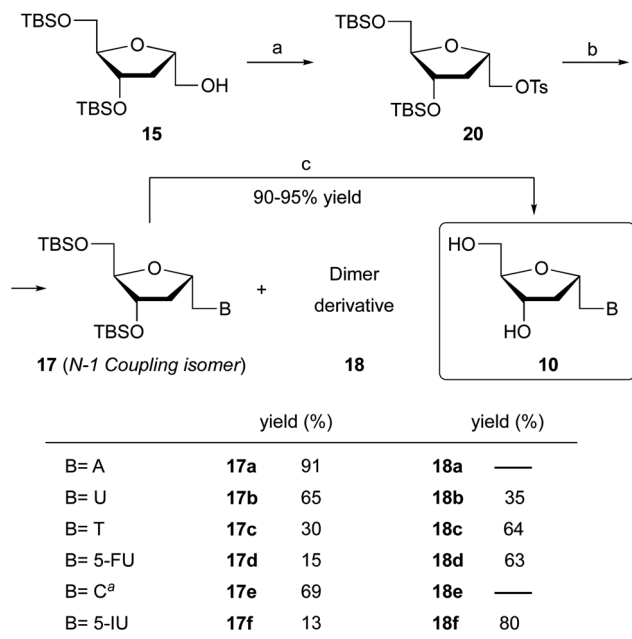 TBSO
O
OH
TBSO
15
a
TBSO
O
OTs
TBSO
20
b
c
90-95% yield
TBSO
O
B
TBSO
17 (N-1 Coupling isomer)
+
Dimer
derivative
18
HO
O
B
HO
10
yield (%) yield (%)
B= A 17a 91 18a —
B= U 17b 65 18b 35
B= T 17c 30 18c 64
B= 5-FU 17d 15 18d 63
B= Cᵃ 17e 69 18e —
B= 5-IU 17f 13 18f 80